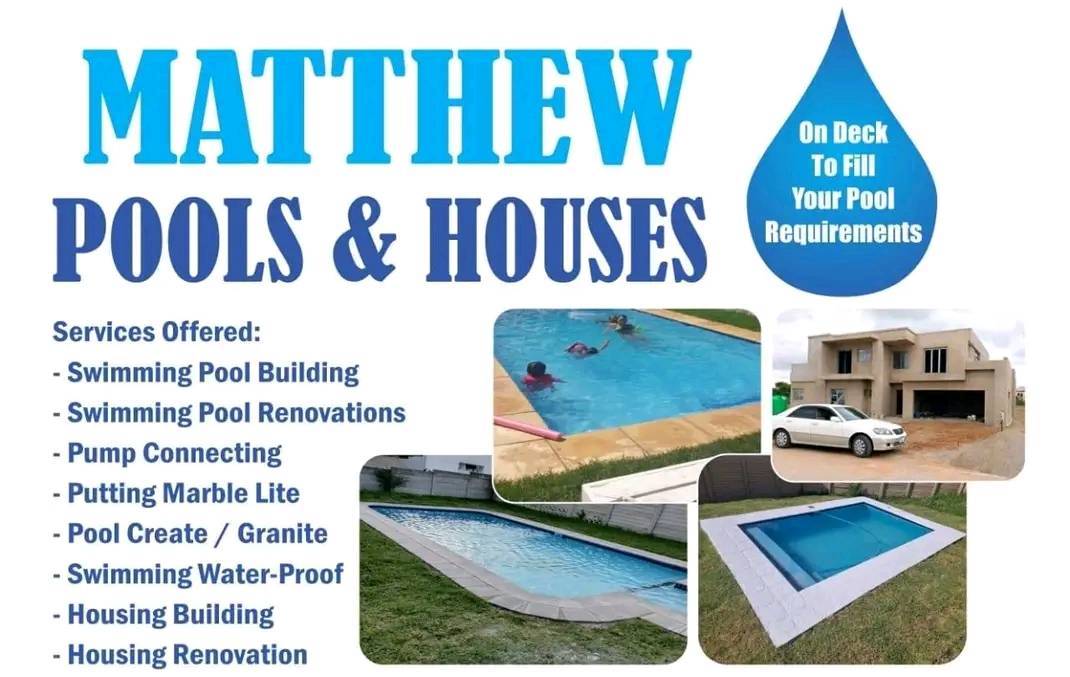 MATTHEW
POOLS & HOUSES
On Deck
To Fill
Your Pool
Requirements
Services Offered:
- Swimming Pool Building
- Swimming Pool Renovations
- Pump Connecting
- Putting Marble Lite
- Pool Create / Granite
- Swimming Water-Proof
- Housing Building
- Housing Renovation